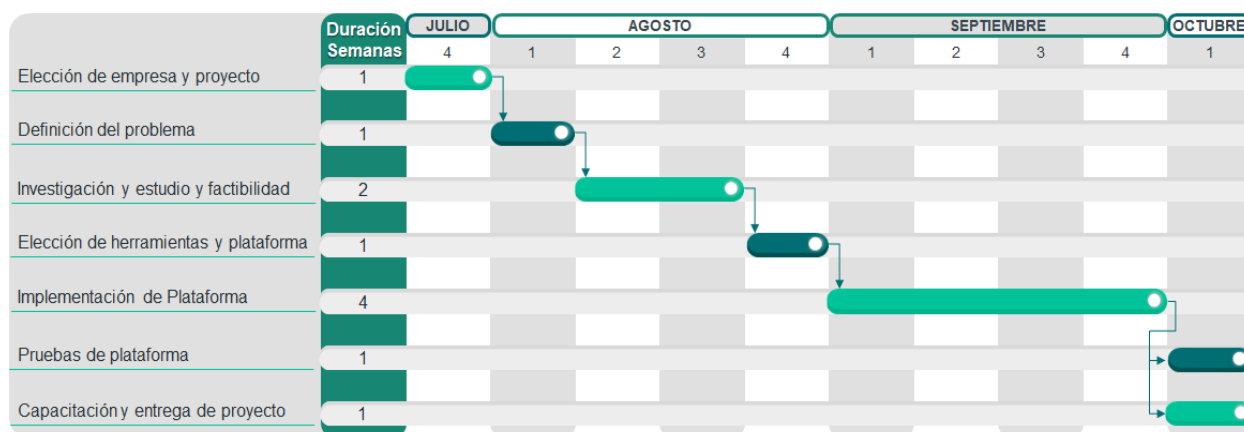 Duración JULIO AGOSTO SEPTIEMBRE OCTUBRE
Semanas 4 1 2 3 4 1 2 3 4 1
Elección de empresa y proyecto 1
Definición del problema 1
Investigación y estudio y factibilidad 2
Elección de herramientas y plataforma 1
Implementación de Plataforma 4
Pruebas de plataforma 1
Capacitación y entrega de proyecto 1